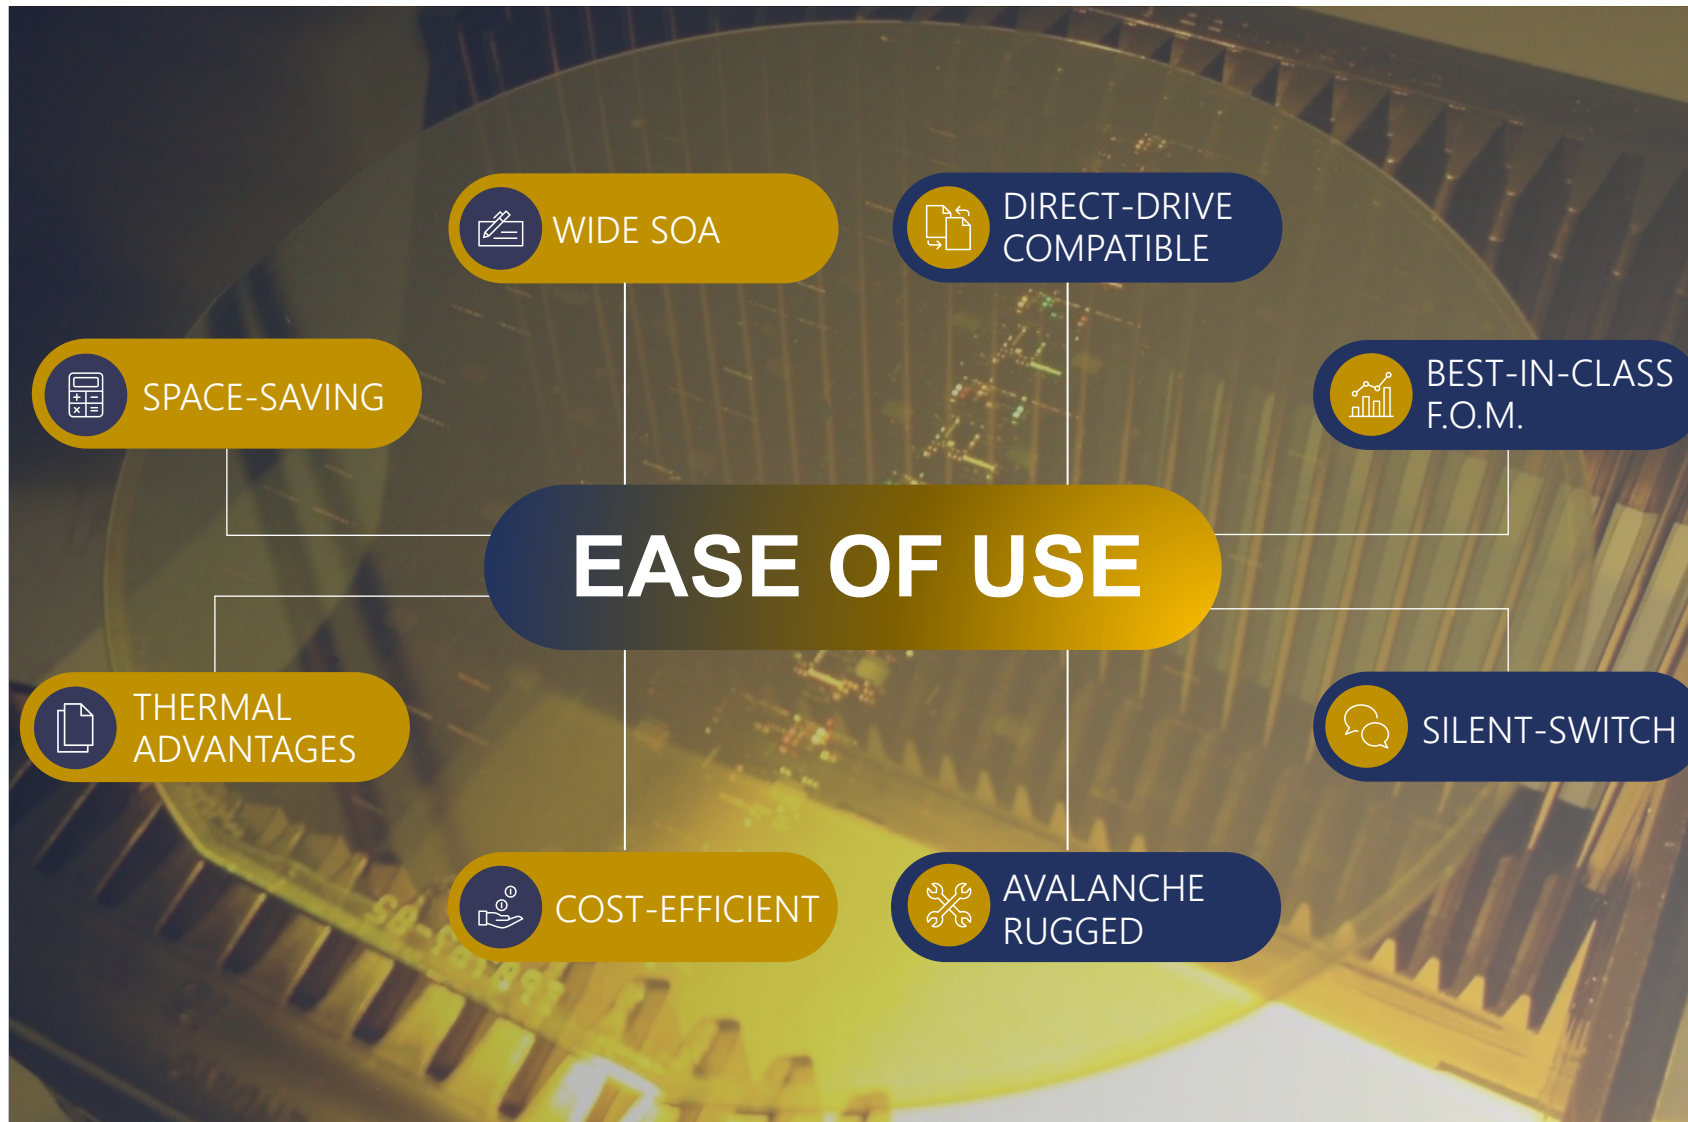 WIDE SOA
DIRECT-DRIVE
COMPATIBLE
SPACE-SAVING
BEST-IN-CLASS
F.O.M.
EASE OF USE
THERMAL
ADVANTAGES
SILENT-SWITCH
COST-EFFICIENT
AVALANCHE
RUGGED